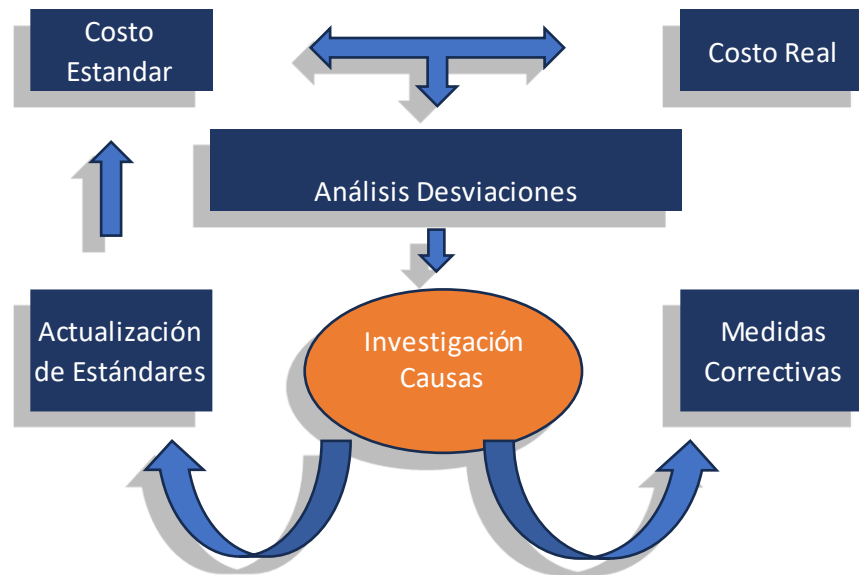 Costo
Estandar
Costo Real
Análisis Desviaciones
Actualización
de Estándares
Investigación
Causas
Medidas
Correctivas